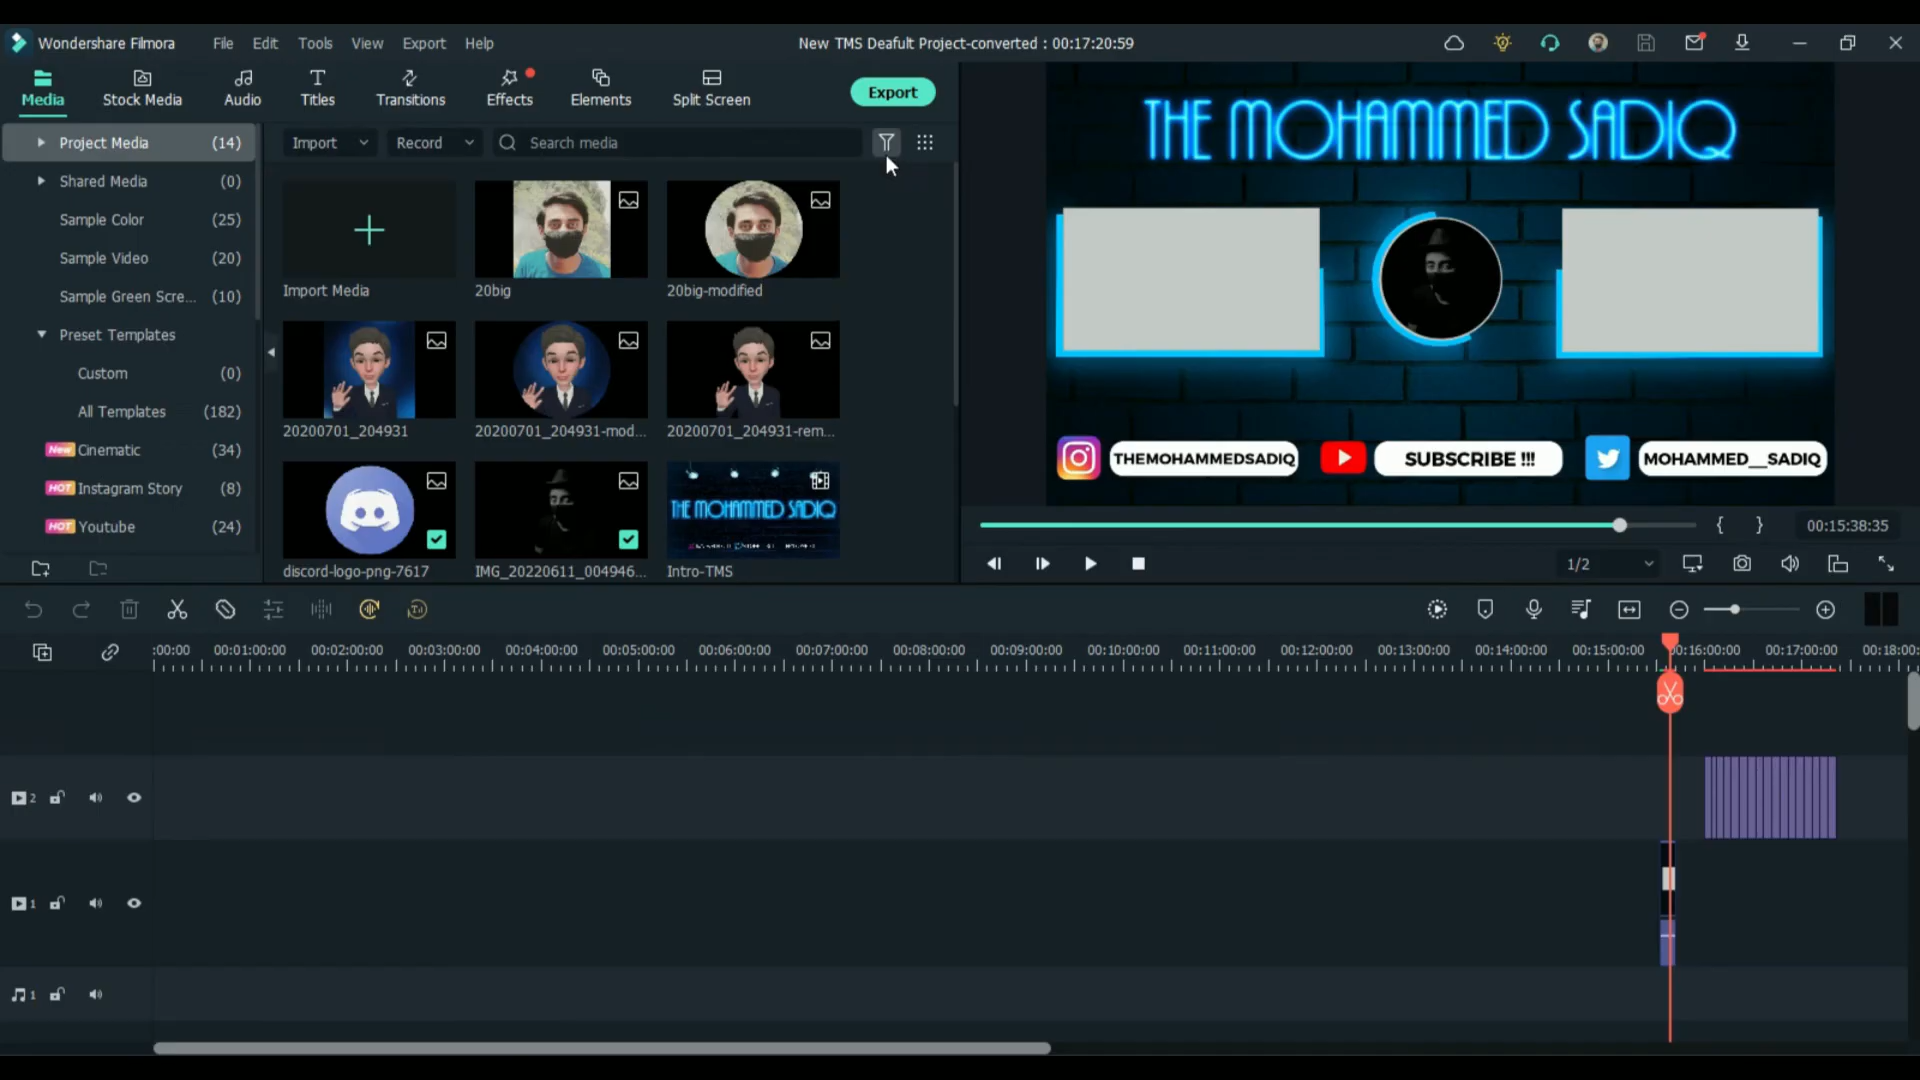 Wondershare Filmora File Edit Tools View Export Help New TMS Deafult Project-converted : 00:17:20:59
Media Stock Media Audio Titles Transitions Effects Elements Split Screen Export
Project Media (14)
Shared Media (0)
Sample Color (25)
Sample Video (20)
Sample Green Scre... (10)
Preset Templates
Custom (0)
All Templates (182)
New Cinematic (34)
HOT Instagram Story (8)
HOT Youtube (24)
Import Record Search media
Import Media 20big 20big-modified
20200701_204931 20200701_204931-mod... 20200701_204931-rem...
THE MOHAMMED SADIQ
discord-logo-png-7617 IMG_20220611_004946... Intro-TMS
THE MOHAMMED SADIQ
THEMOHAMMEDSADIQ SUBSCRIBE !!! MOHAMMED__SADIQ
{ } 00:15:38:35
1/2
:00:00 00:01:00:00 00:02:00:00 00:03:00:00 00:04:00:00 00:05:00:00 00:06:00:00 00:07:00:00 00:08:00:00 00:09:00:00 00:10:00:00 00:11:00:00 00:12:00:00 00:13:00:00 00:14:00:00 00:15:00:00 00:16:00:00 00:17:00:00 00:18:00:
2
1
1